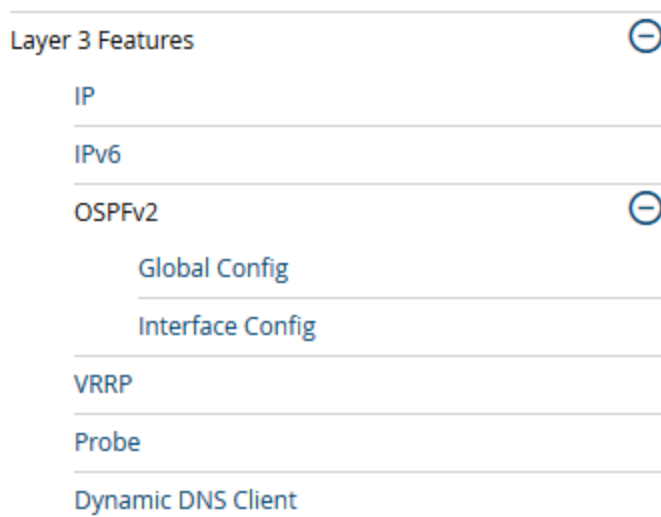 Layer 3 Features
IP
IPv6
OSPFv2
Global Config
Interface Config
VRRP
Probe
Dynamic DNS Client